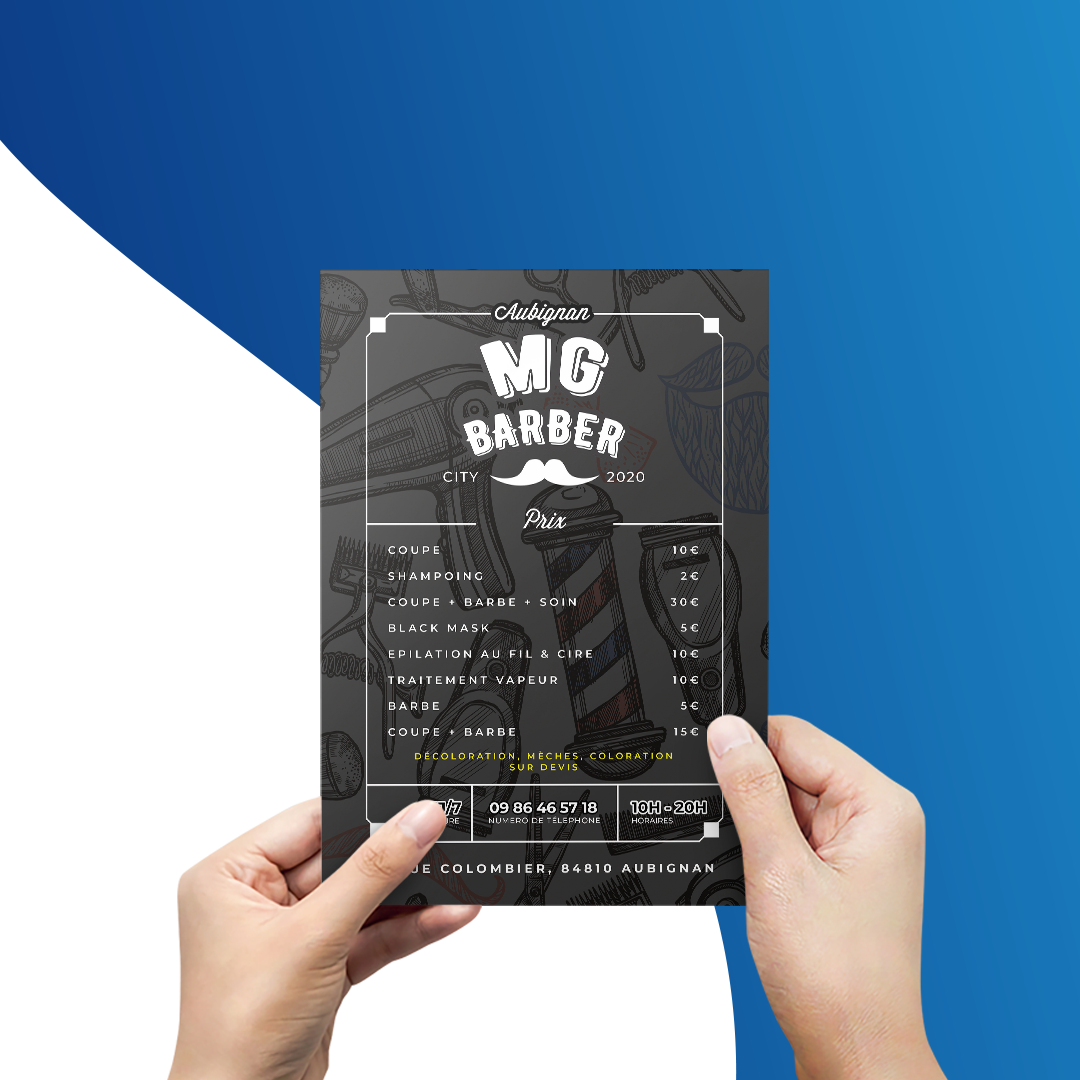 Aubignan
MG
BARBER
CITY 2020
Prix
COUPE 10€
SHAMPOING 2€
COUPE + BARBE + SOIN 30€
BLACK MASK 5€
EPILATION AU FIL & CIRE 10€
TRAITEMENT VAPEUR 10€
BARBE 5€
COUPE + BARBE 15€
DÉCOLORATION, MÈCHES, COLORATION
SUR DEVIS
/7 09 86 46 57 18 10H - 20H
NUMERO DE TÉLÉPHONE HORAIRES
COLOMBIER, 84810 AUBIGNAN